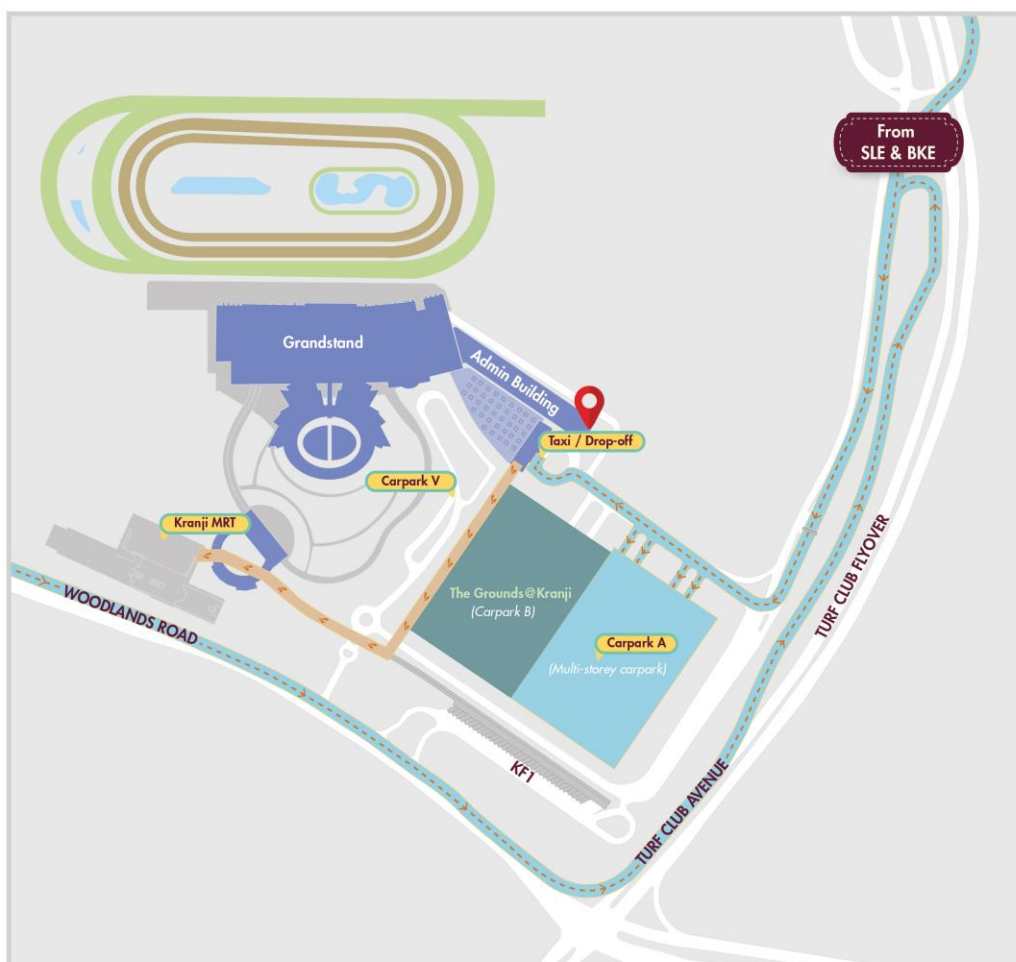 From
SLE & BKE
Grandstand
Admin Building
Taxi / Drop-off
Carpark V
Kranji MRT
The Grounds@Kranji
(Carpark B)
Carpark A
(Multi-storey carpark)
WOODLANDS ROAD
TURF CLUB FLYOVER
KF1
TURF CLUB AVENUE